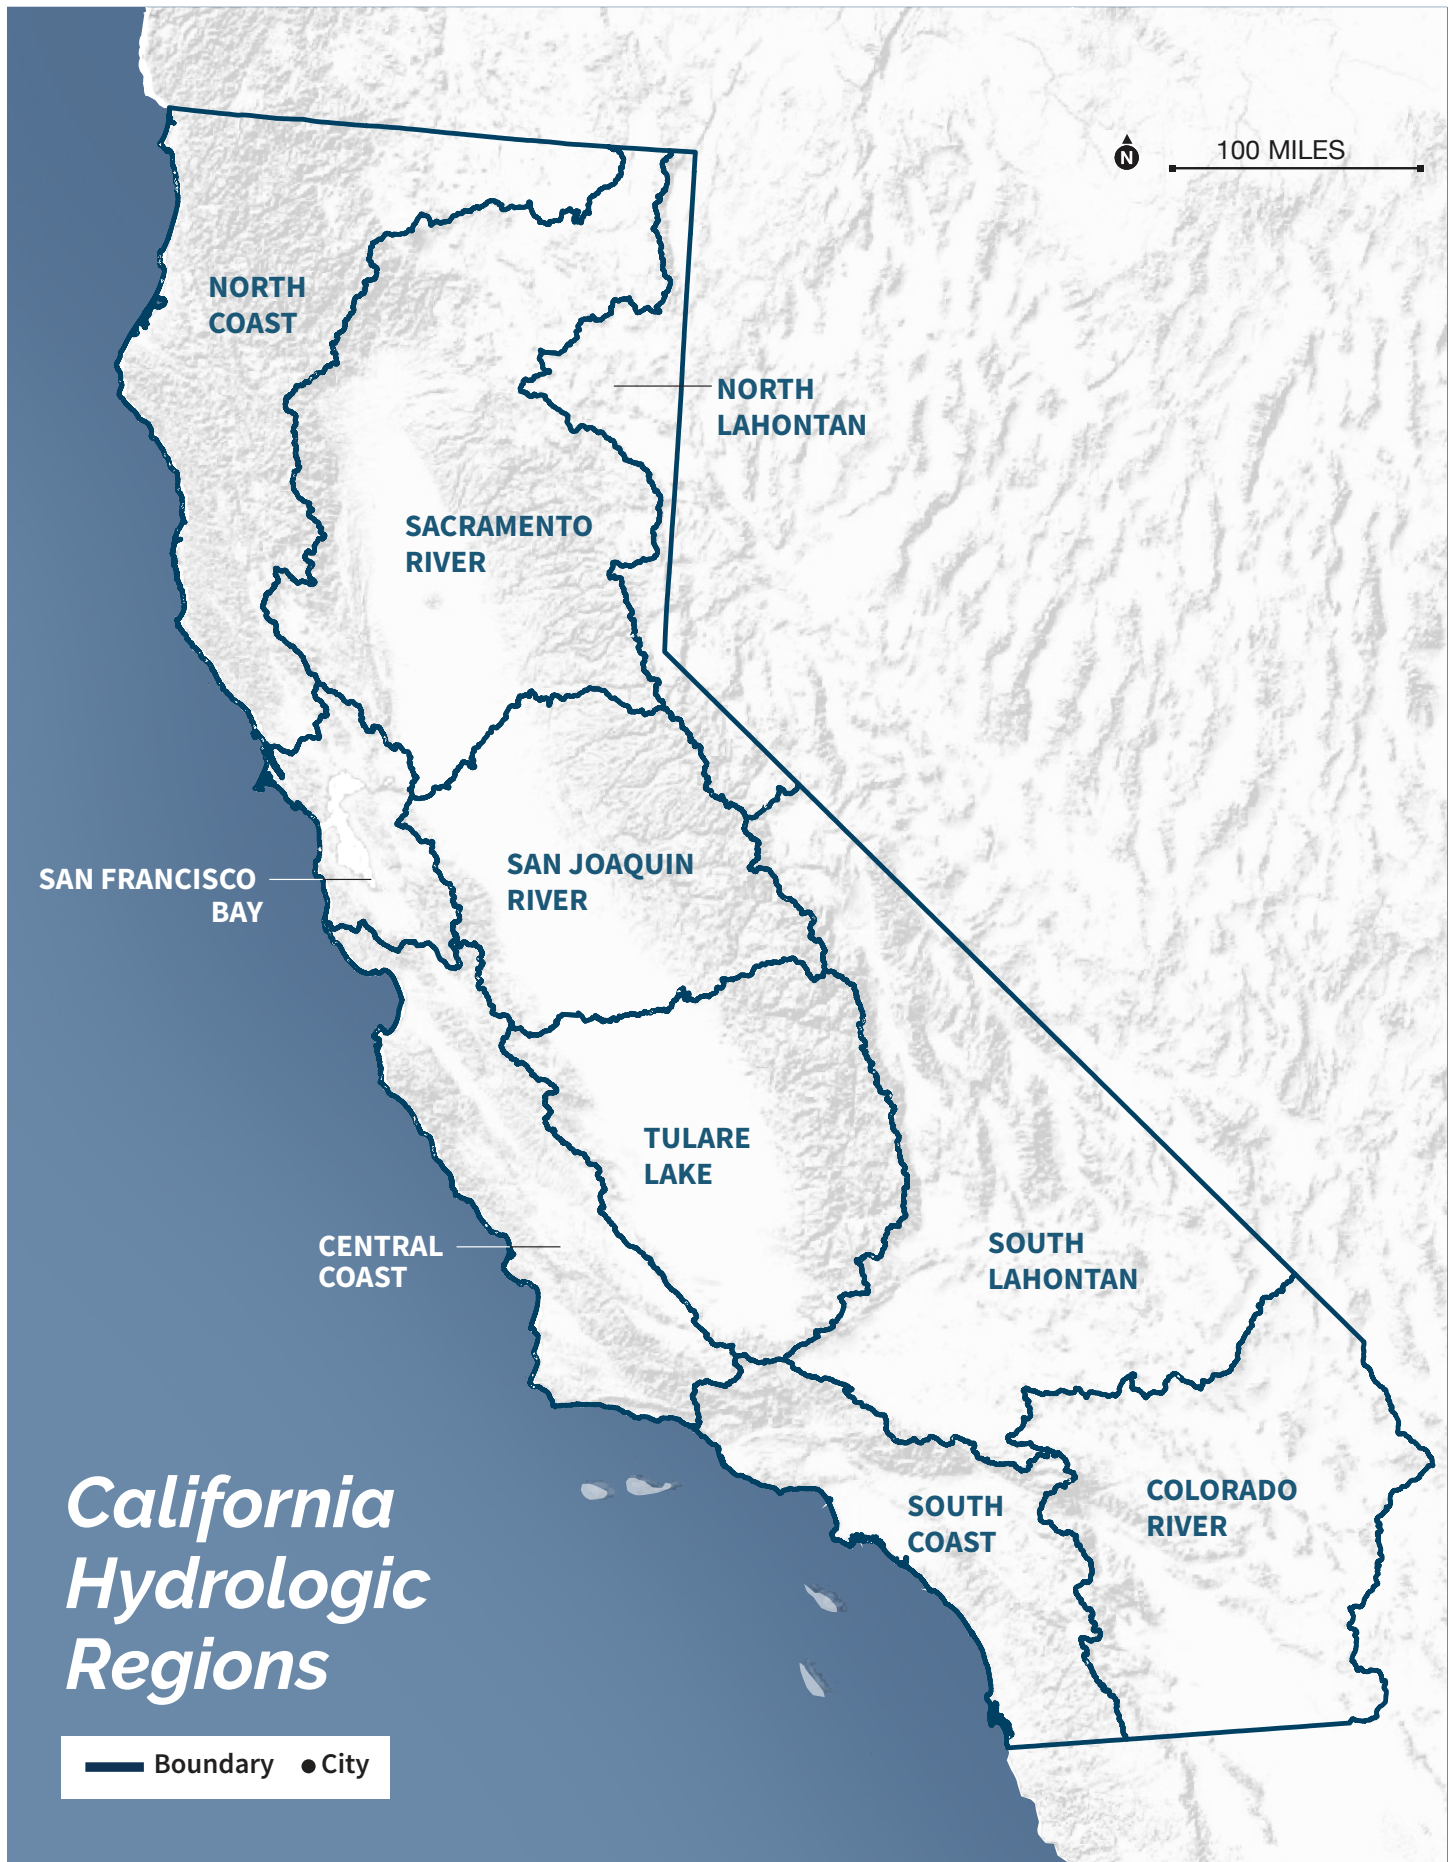 N
100 MILES
NORTH
COAST
NORTH
LAHONTAN
SACRAMENTO
RIVER
SAN JOAQUIN
RIVER
SAN FRANCISCO
BAY
TULARE
LAKE
CENTRAL
COAST
SOUTH
LAHONTAN
COLORADO
RIVER
SOUTH
COAST
California
Hydrologic
Regions
Boundary City